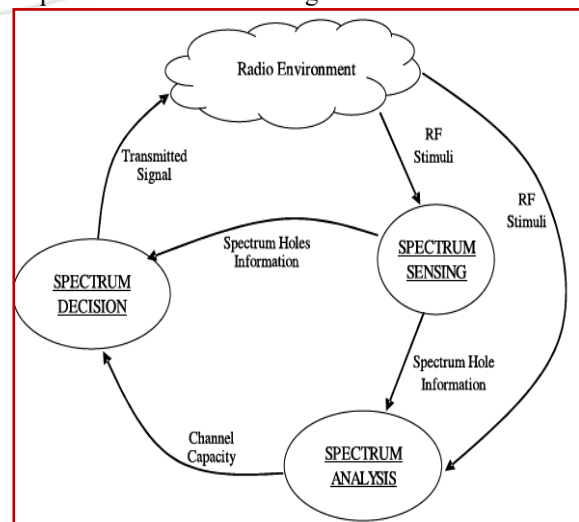 Radio Environment
RF
Stimuli
Transmitted
Signal
RF
Stimuli
Spectrum Holes
Information
SPECTRUM
SENSING
SPECTRUM
DECISION
Spectrum Hole
Information
Channel
Capacity
SPECTRUM
ANALYSIS